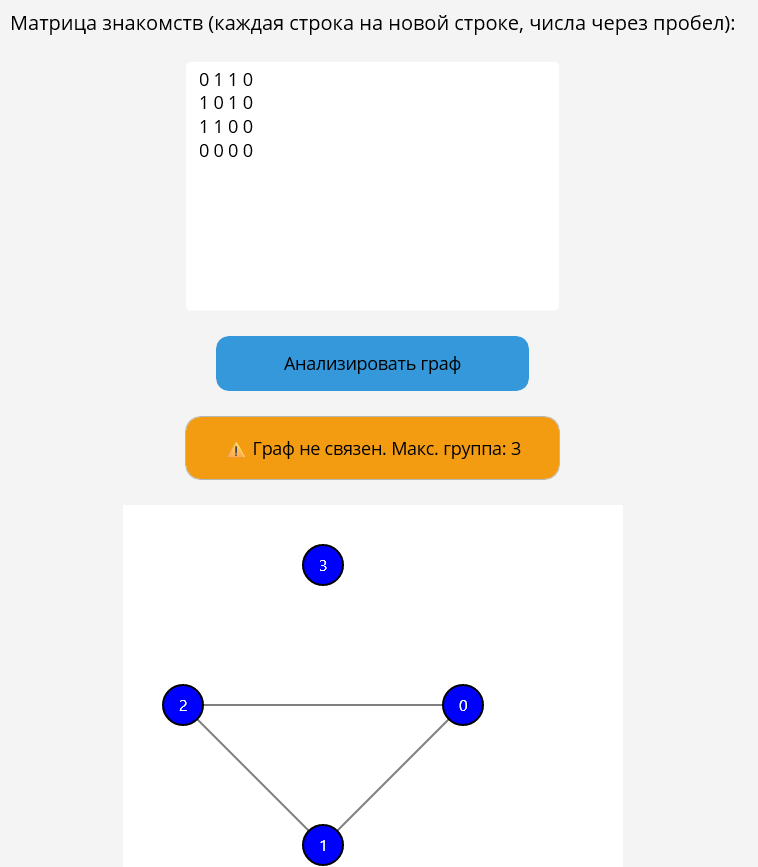 Матрица знакомств (каждая строка на новой строке, числа через пробел):
0 1 1 0
1 0 1 0
1 1 0 0
0 0 0 0
Анализировать граф
⚠ Граф не связен. Макс. группа: 3
3
2
0
1